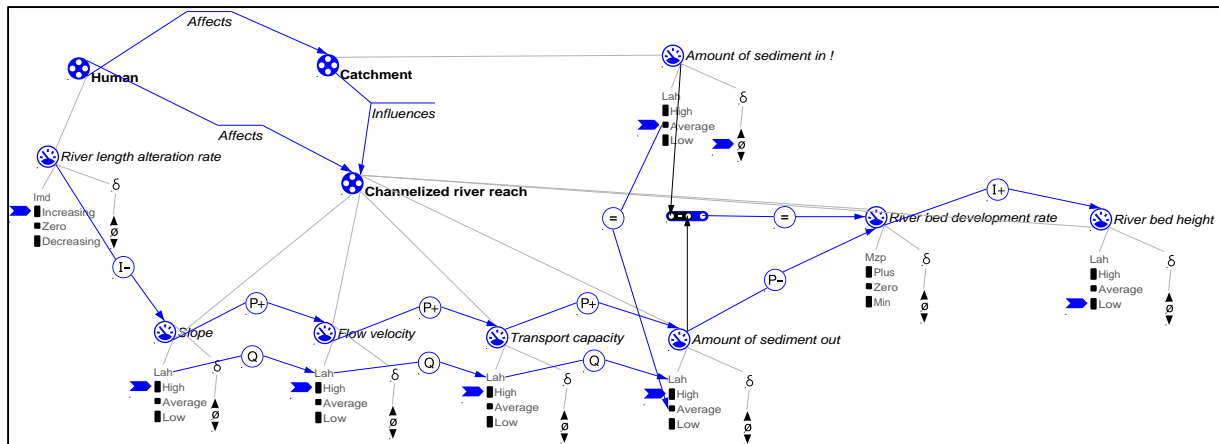 Affects
Human
Catchment
Amount of sediment in !
Influences
Affects
Lah
High
Average
Low
δ
ø
River length alteration rate
Imd
Increasing
Zero
Decreasing
δ
ø
Channelized river reach
=
=
I+
River bed development rate
River bed height
Mzp
Plus
Zero
Min
δ
ø
Lah
High
Average
Low
δ
ø
I-
P+
P+
P+
P-
Slope
Flow velocity
Transport capacity
Amount of sediment out
Q
Q
Q
Lah
High
Average
Low
δ
ø
Lah
High
Average
Low
δ
ø
Lah
High
Average
Low
δ
ø
Lah
High
Average
Low
δ
ø